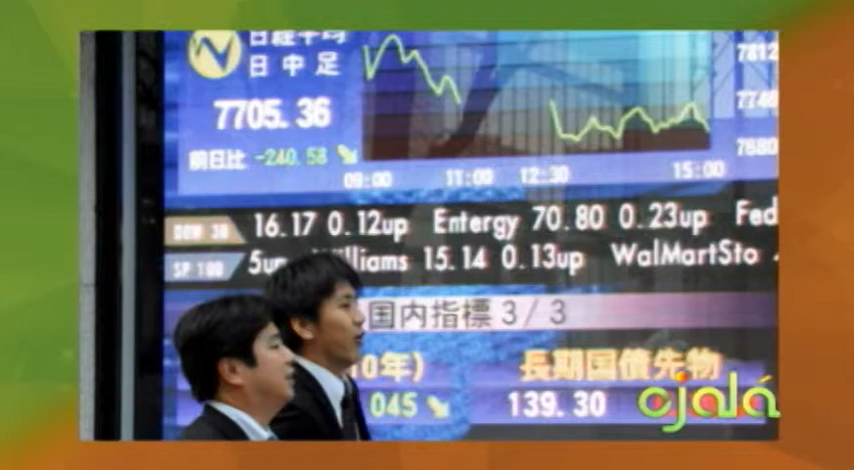 日経平均
日中足
7705.36
前日比 -240.58
7812
7746
7680
09:00 11:00 12:30 15:00
DOW 30 16.17 0.12up Entergy 70.80 0.23up Fed
SP 100 5up Williams 15.14 0.13up WalMartSto
国内指標 3/3
10年) 長期国債先物
045 139.30
ojalá